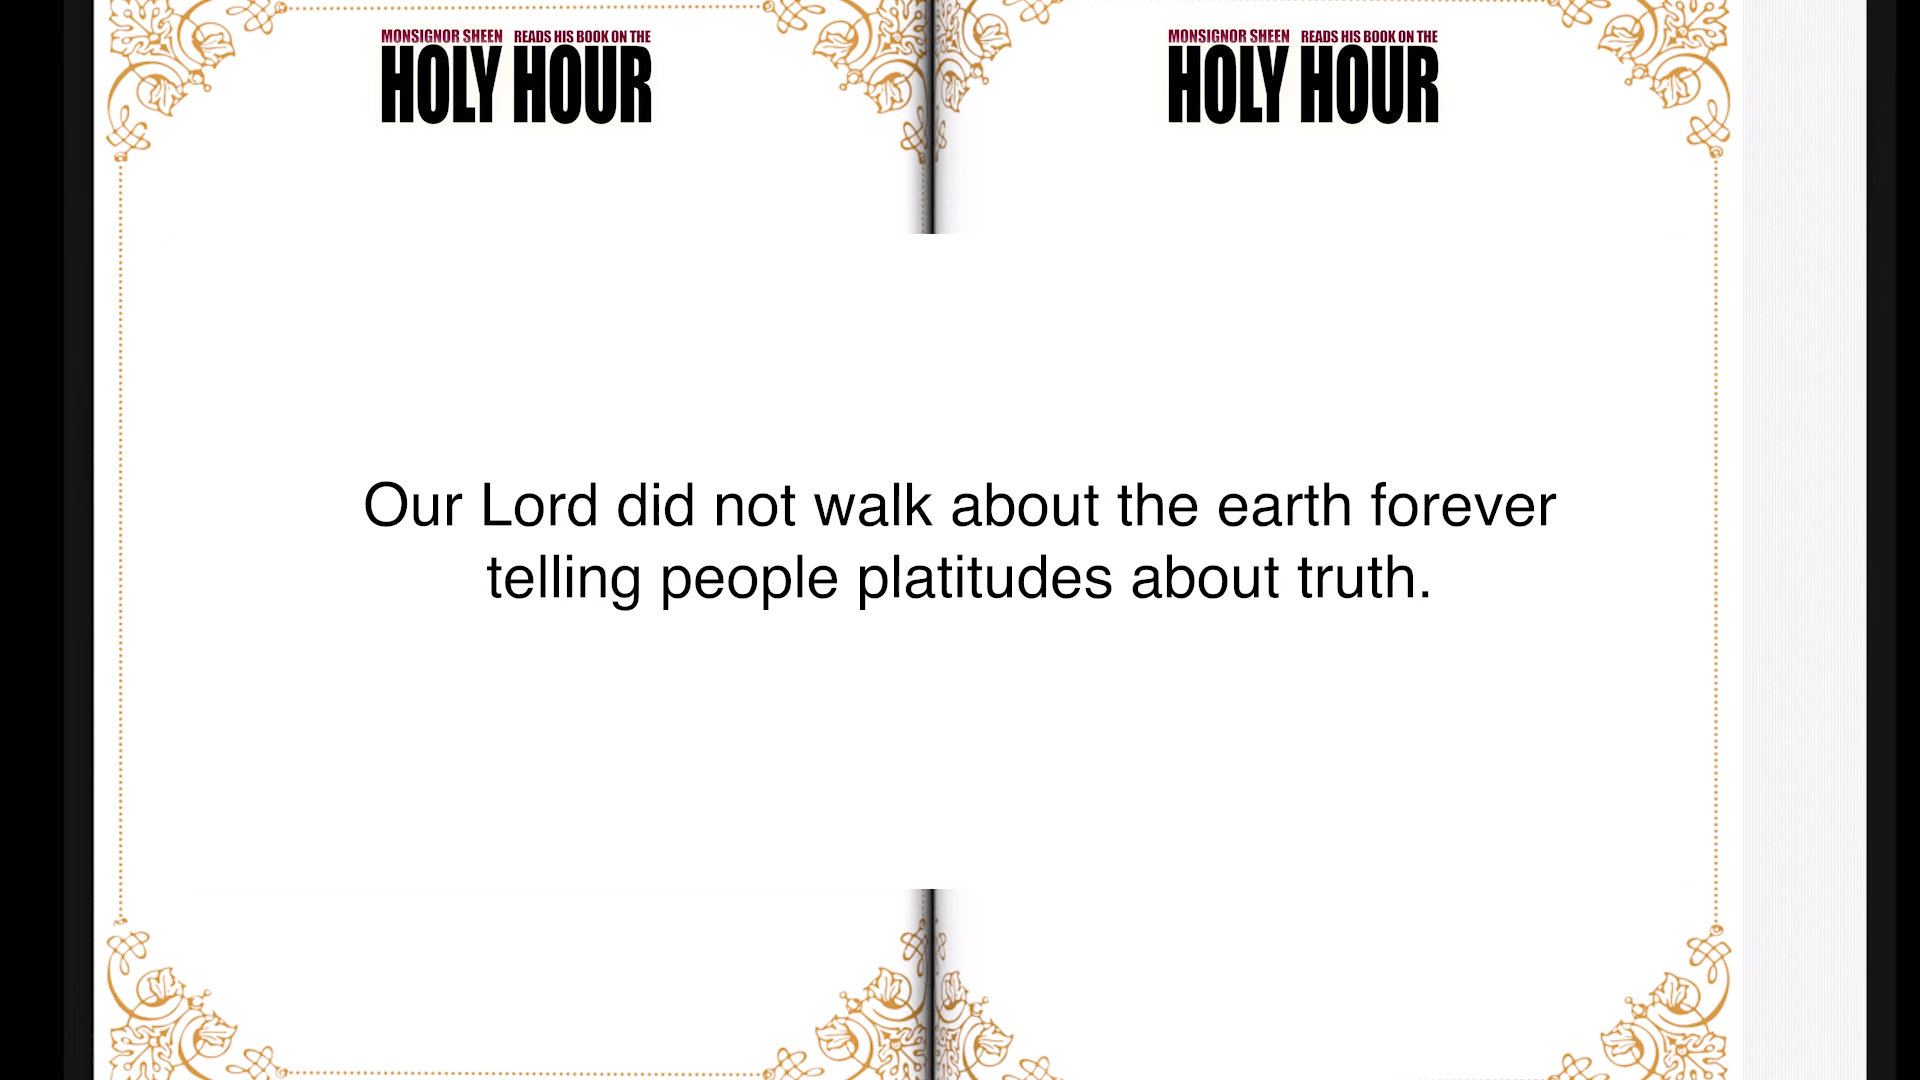 MONSIGNOR SHEEN READS HIS BOOK ON THE
HOLY HOUR
MONSIGNOR SHEEN READS HIS BOOK ON THE
HOLY HOUR
Our Lord did not walk about the earth forever
telling people platitudes about truth.